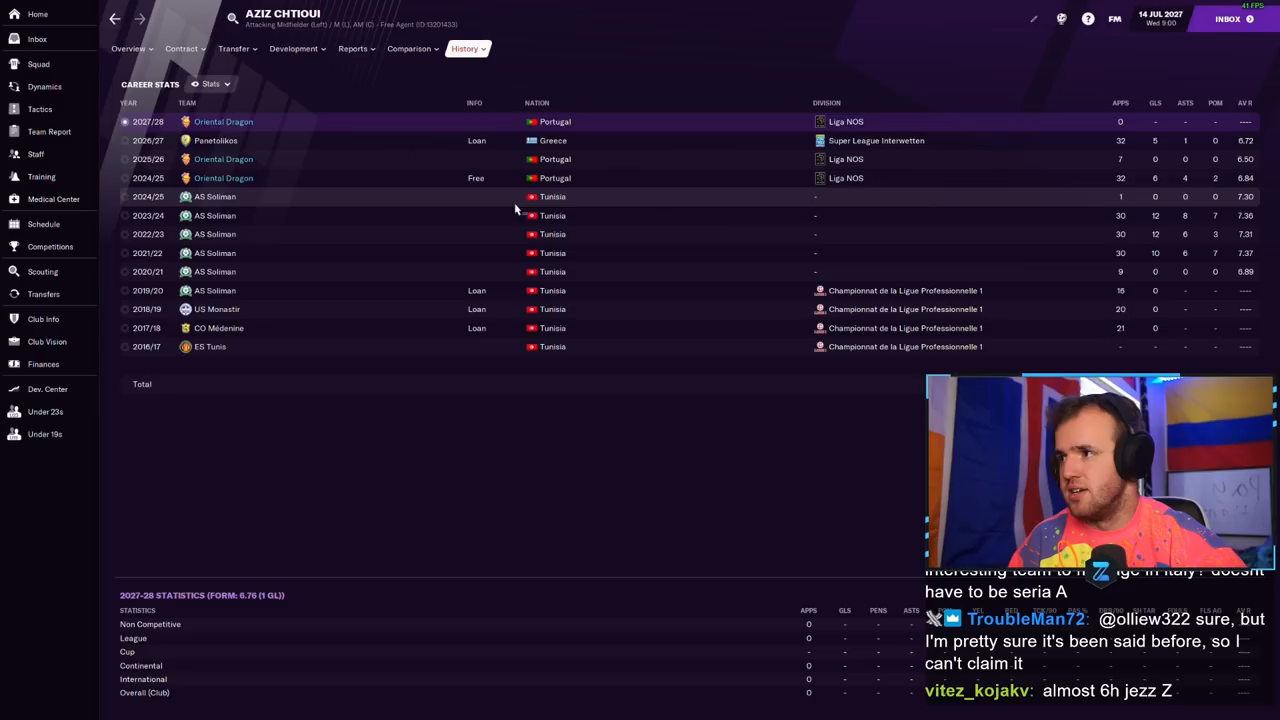 Home
Inbox
Squad
Dynamics
Tactics
Team Report
Staff
Training
Medical Center
Schedule
Competitions
Scouting
Transfers
Club Info
Club Vision
Finances
Dev. Center
Under 23s
Under 19s
AZIZ CHTIOUI
Attacking Midfielder (Left) / M (L), AM (C) - Free Agent (ID:13201433)
FM
14 JUL 2027
Wed 9:00
41 FPS
INBOX
Overview Contract Transfer Development Reports Comparison History
CAREER STATS Stats
YEAR TEAM INFO NATION DIVISION APPS GLS ASTS POM AV R
2027/28 Oriental Dragon Portugal Liga NOS 0 - - - ----
2026/27 Panetolikos Loan Greece Super League Interwetten 32 5 1 0 6.72
2025/26 Oriental Dragon Portugal Liga NOS 7 0 0 0 6.50
2024/25 Oriental Dragon Free Portugal Liga NOS 32 6 4 2 6.84
2024/25 AS Soliman Tunisia - 1 0 0 0 7.30
2023/24 AS Soliman Tunisia - 30 12 8 7 7.36
2022/23 AS Soliman Tunisia - 30 12 6 3 7.31
2021/22 AS Soliman Tunisia - 30 10 6 7 7.37
2020/21 AS Soliman Tunisia - 9 0 0 0 6.89
2019/20 AS Soliman Loan Tunisia Championnat de la Ligue Professionnelle 1 16 0 - - ----
2018/19 US Monastir Loan Tunisia Championnat de la Ligue Professionnelle 1 20 0 - - ----
2017/18 CO Médenine Loan Tunisia Championnat de la Ligue Professionnelle 1 21 0 - - ----
2016/17 ES Tunis Tunisia Championnat de la Ligue Professionnelle 1 - - - - ----
Total
2027-28 STATISTICS (FORM: 6.76 (1 GL))
STATISTICS APPS GLS PENS ASTS
Non Competitive 0 - - -
League 0 - - -
Cup - - - -
Continental 0 - - -
International 0 - - -
Overall (Club) 0 - - -
interesting team to in Italy? doesnt
have to be seria A
TroubleMan72: @olliew322 sure, but
I'm pretty sure it's been said before, so I
can't claim it
vitez_kojakv: almost 6h jezz Z